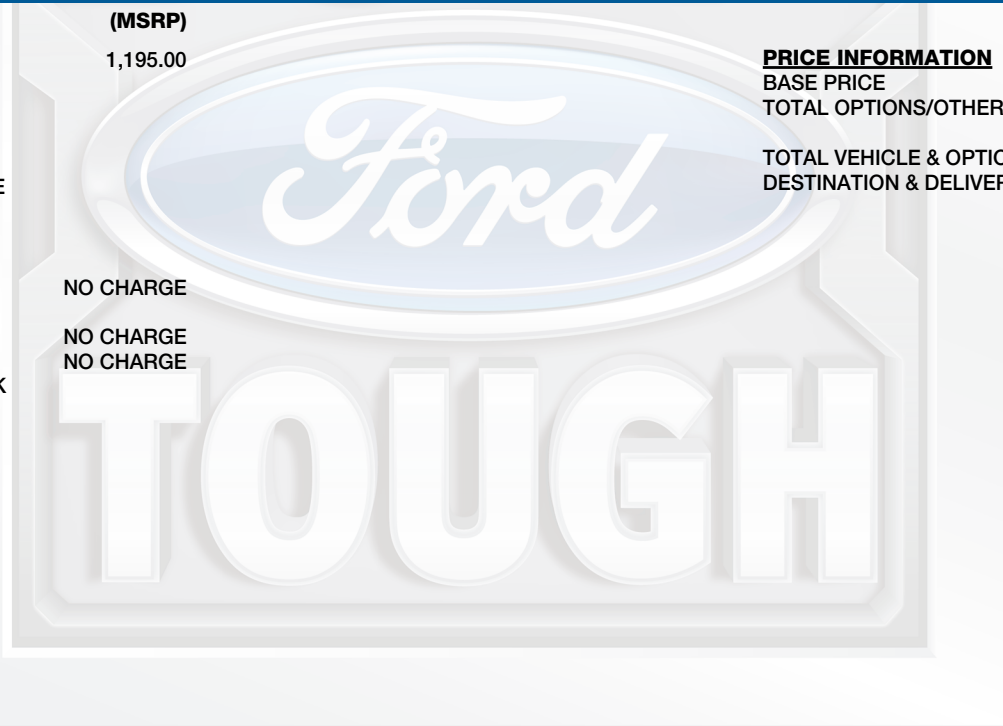 (MSRP)
1,195.00
PRICE INFORMATION
BASE PRICE
TOTAL OPTIONS/OTHER
TOTAL VEHICLE & OPTIO
DESTINATION & DELIVER
E
NO CHARGE
NO CHARGE
NO CHARGE
K
Ford
TOUGH